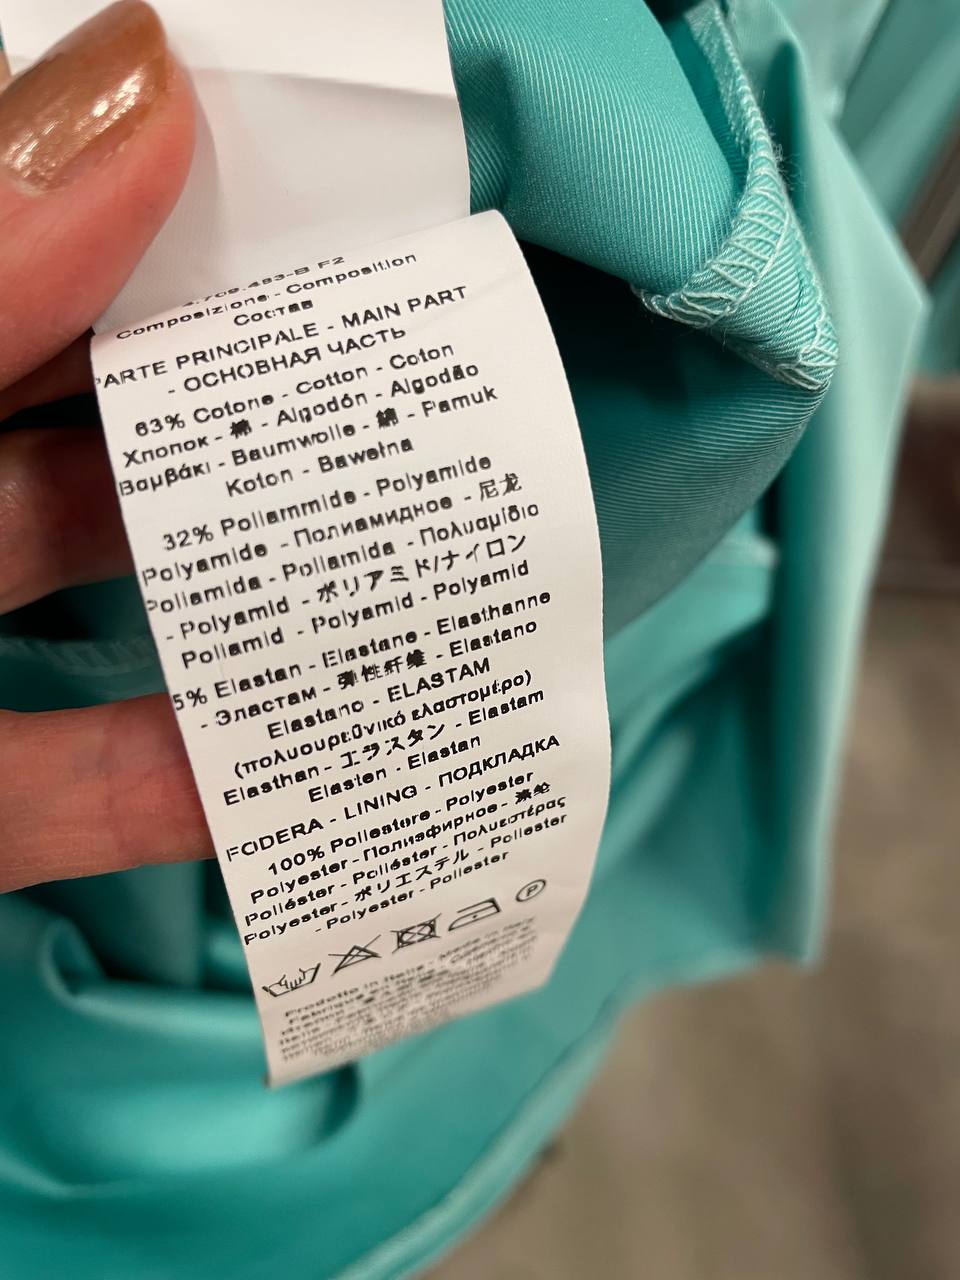 Composizione - Composition
Состав
PARTE PRINCIPALE - MAIN PART
- ОСНОВНАЯ ЧАСТЬ
63% Cotone - Cotton - Coton
Хлопок - 棉 - Algodón - Algodão
Βαμβάκι - Baumwolle - 綿 - Pamuk
Koton - Bawełna
32% Poliammide - Polyamide
Polyamide - Полиамидное - 尼龙
Poliamida - Poliamida - Πολυαμίδιο
- Polyamid - ポリアミド/ナイロン
Poliamid - Polyamid - Polyamid
5% Elastan - Elastane - Elasthanne
- Эластам - 弹性纤维 - Elastano
Elastano - ELASTAM
(πολυουρεθνικό ελαστομέρο)
Elasthan - エラスタン - Elastam
Elasten - Elastan
FODERA - LINING - ПОДКЛАДКА
100% Poliestere - Polyester
Polyester - Полиэфирное - 涤纶
Poliéster - Poliéster - Πολυεστέρας
Polyester - ポリエステル - Poliester
- Polyester - Poliester
P
Prodotto in Italia - Made in Italy